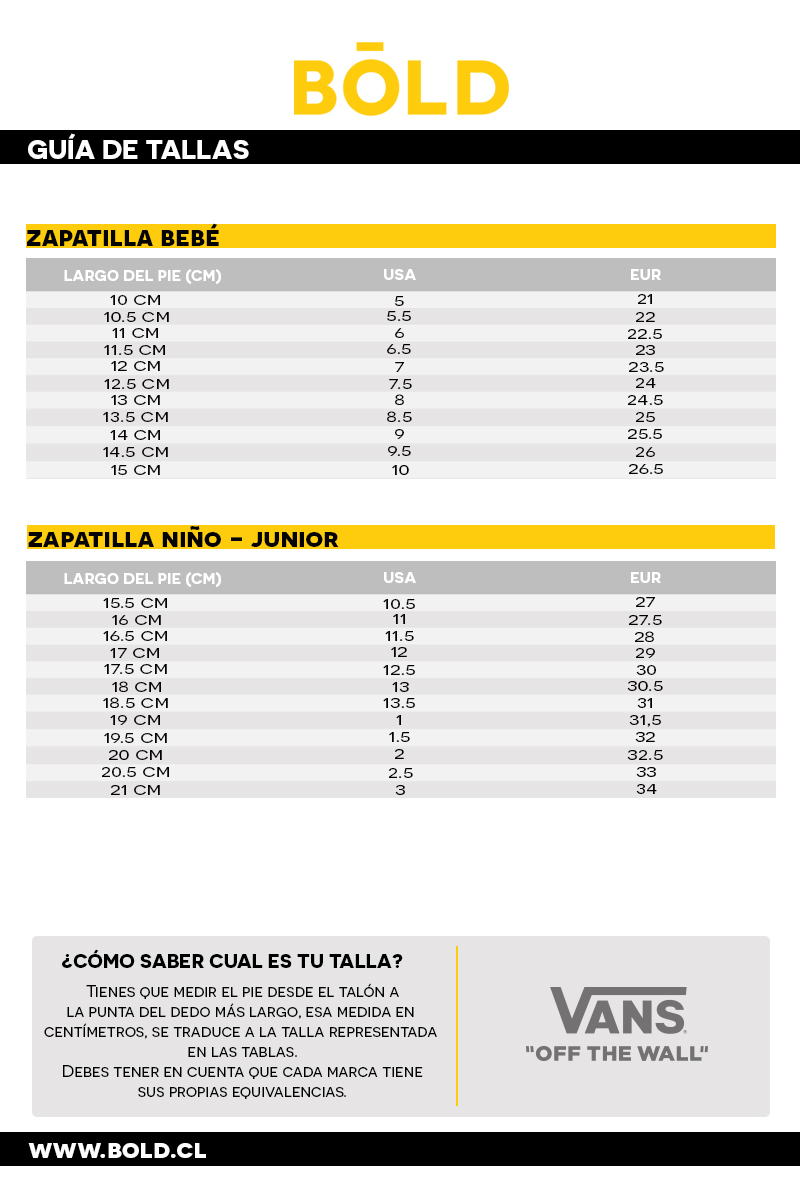 BŌLD
GUÍA DE TALLAS
ZAPATILLA BEBÉ
LARGO DEL PIE (CM) USA EUR
10 CM 5 21
10.5 CM 5.5 22
11 CM 6 22.5
11.5 CM 6.5 23
12 CM 7 23.5
12.5 CM 7.5 24
13 CM 8 24.5
13.5 CM 8.5 25
14 CM 9 25.5
14.5 CM 9.5 26
15 CM 10 26.5
ZAPATILLA NIÑO – JUNIOR
LARGO DEL PIE (CM) USA EUR
15.5 CM 10.5 27
16 CM 11 27.5
16.5 CM 11.5 28
17 CM 12 29
17.5 CM 12.5 30
18 CM 13 30.5
18.5 CM 13.5 31
19 CM 1 31,5
19.5 CM 1.5 32
20 CM 2 32.5
20.5 CM 2.5 33
21 CM 3 34
¿CÓMO SABER CUAL ES TU TALLA?
TIENES QUE MEDIR EL PIE DESDE EL TALÓN A
LA PUNTA DEL DEDO MÁS LARGO, ESA MEDIDA EN
CENTÍMETROS, SE TRADUCE A LA TALLA REPRESENTADA
EN LAS TABLAS.
DEBES TENER EN CUENTA QUE CADA MARCA TIENE
SUS PROPIAS EQUIVALENCIAS.
VANS
"OFF THE WALL"
WWW.BOLD.CL